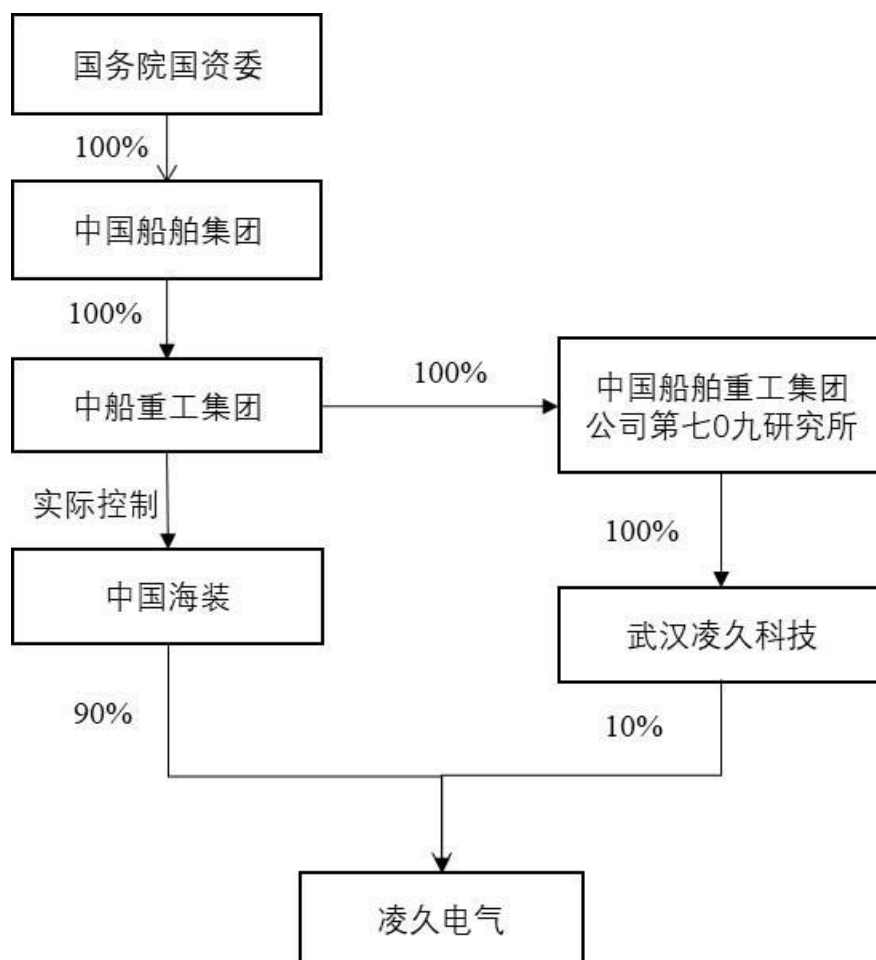 国务院国资委
100%
中国船舶集团
100%
中船重工集团
100%
中国船舶重工集团
公司第七0九研究所
实际控制
100%
中国海装
武汉凌久科技
90%
10%
凌久电气